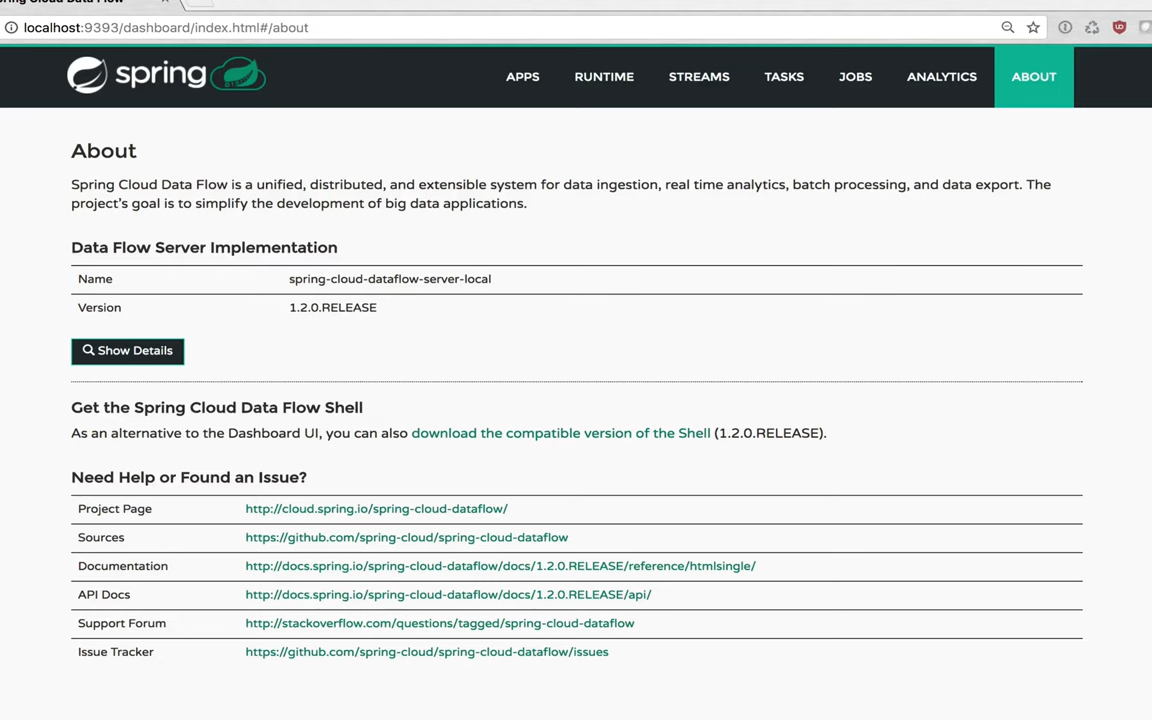 localhost:9393/dashboard/index.html#/about
spring
APPS RUNTIME STREAMS TASKS JOBS ANALYTICS ABOUT
About
Spring Cloud Data Flow is a unified, distributed, and extensible system for data ingestion, real time analytics, batch processing, and data export. The
project's goal is to simplify the development of big data applications.
Data Flow Server Implementation
Name spring-cloud-dataflow-server-local
Version 1.2.0.RELEASE
Show Details
Get the Spring Cloud Data Flow Shell
As an alternative to the Dashboard UI, you can also download the compatible version of the Shell (1.2.0.RELEASE).
Need Help or Found an Issue?
Project Page http://cloud.spring.io/spring-cloud-dataflow/
Sources https://github.com/spring-cloud/spring-cloud-dataflow
Documentation http://docs.spring.io/spring-cloud-dataflow/docs/1.2.0.RELEASE/reference/htmlsingle/
API Docs http://docs.spring.io/spring-cloud-dataflow/docs/1.2.0.RELEASE/api/
Support Forum http://stackoverflow.com/questions/tagged/spring-cloud-dataflow
Issue Tracker https://github.com/spring-cloud/spring-cloud-dataflow/issues